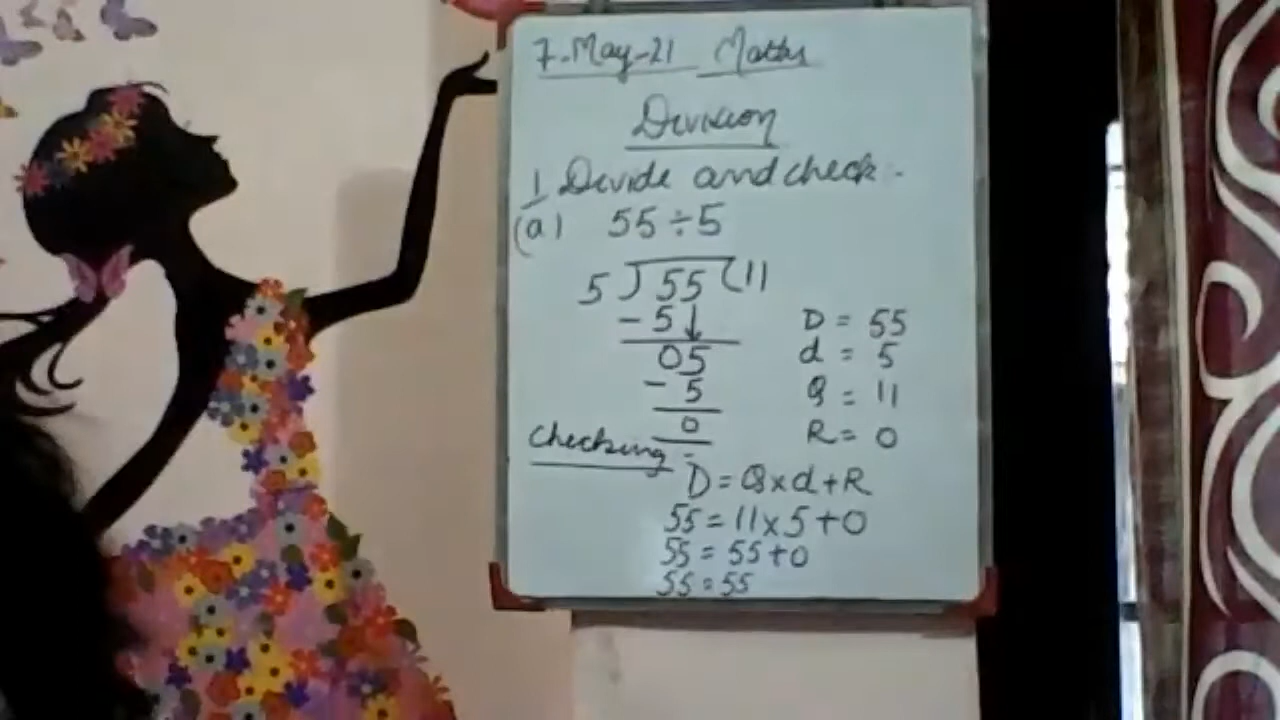 7-May-21 Maths
Division
1 Divide and check.
(a) 55÷5
5)55(11
-5↓
05
-5
0
D = 55
d = 5
Q = 11
R = 0
Checking
D = Q×d+R
55 = 11×5+0
55 = 55+0
55 = 55